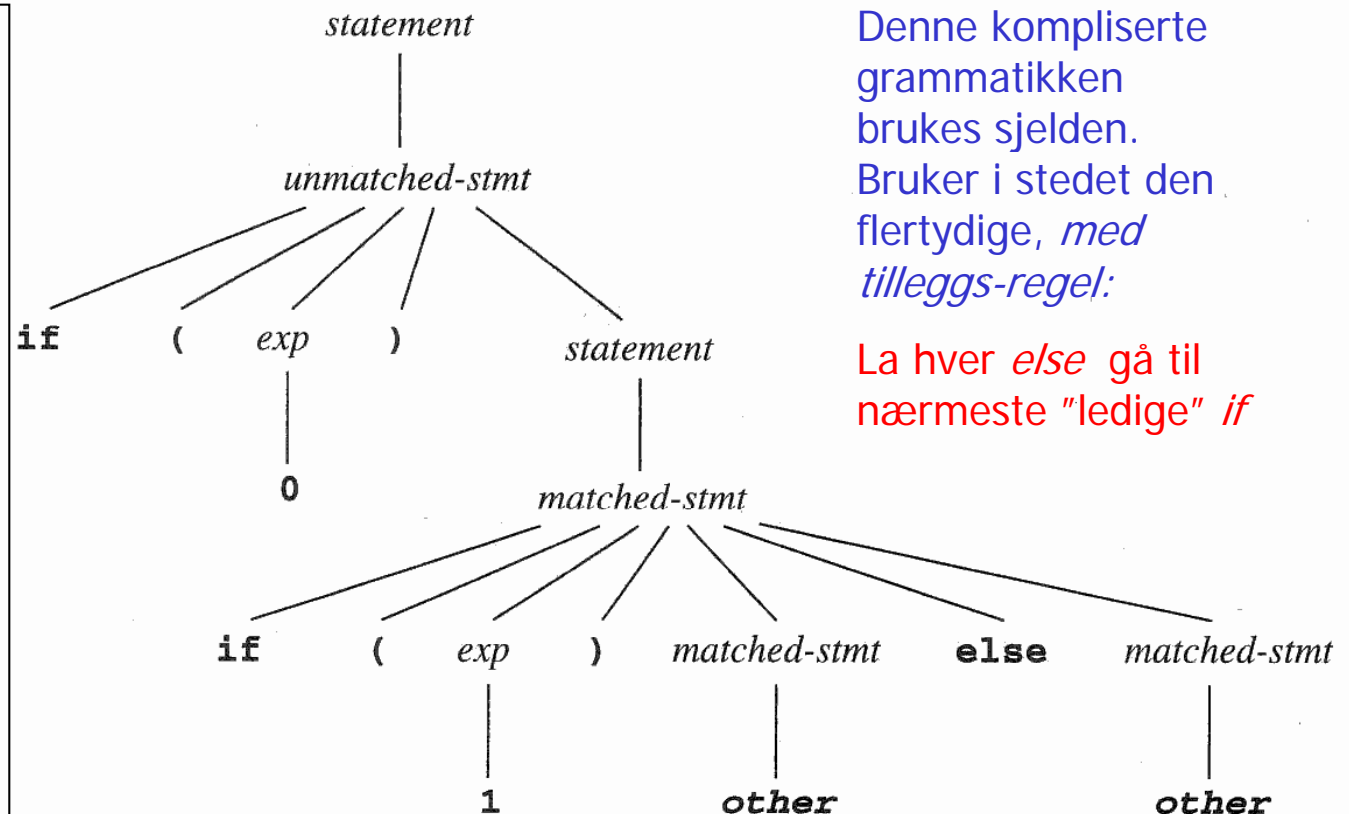 statement
unmatched-stmt
if ( exp ) statement
0
matched-stmt
if ( exp ) matched-stmt else matched-stmt
1 other other
Denne kompliserte
grammatikken
brukes sjelden.
Bruker i stedet den
flertydige, med
tilleggs-regel:
La hver else gå til
nærmeste "ledige" if